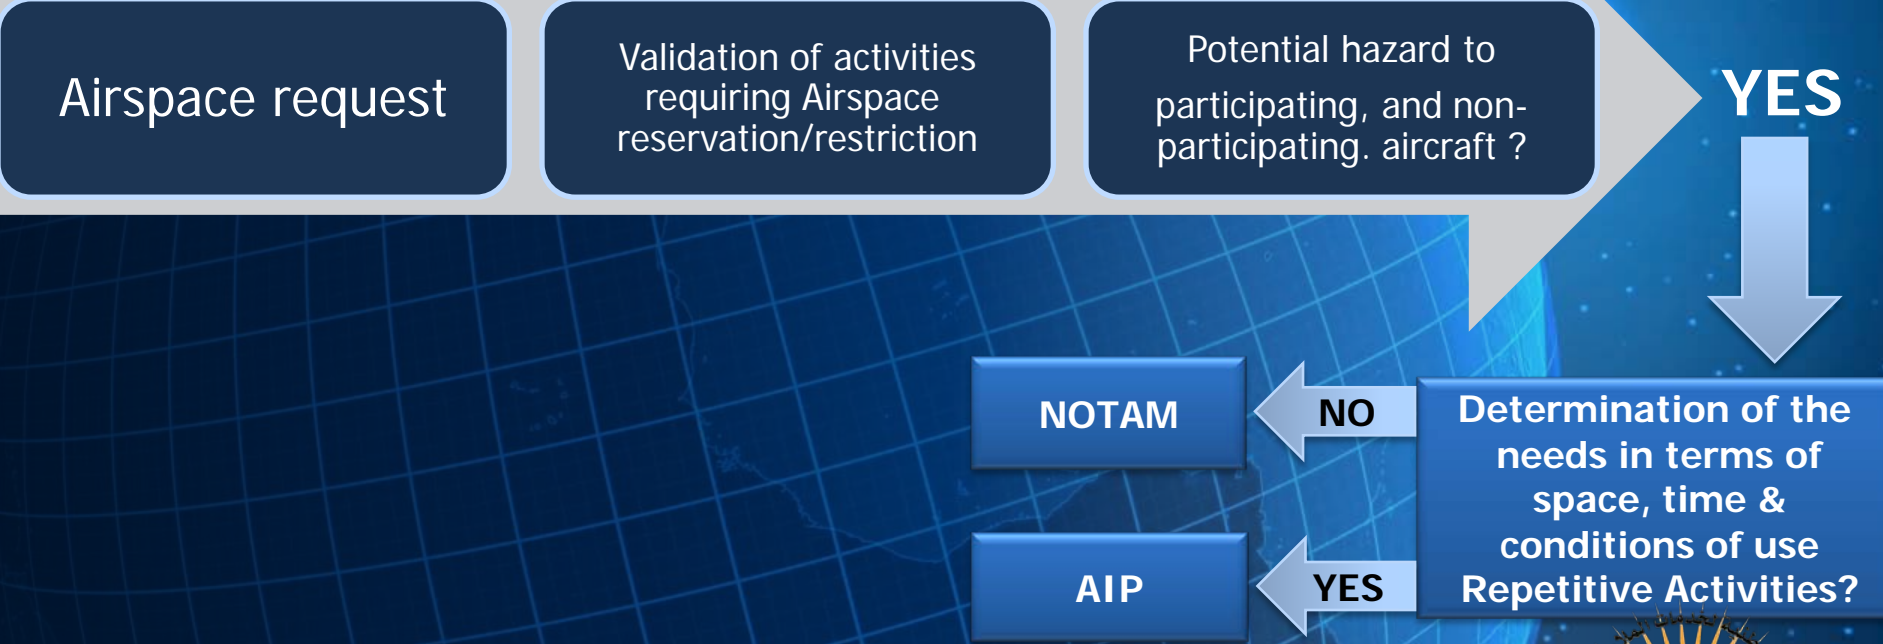 Airspace request
Validation of activities
requiring Airspace
reservation/restriction
Potential hazard to
participating, and non-
participating. aircraft ?
YES
Determination of the
needs in terms of
space, time &
conditions of use
Repetitive Activities?
NO
NOTAM
YES
AIP